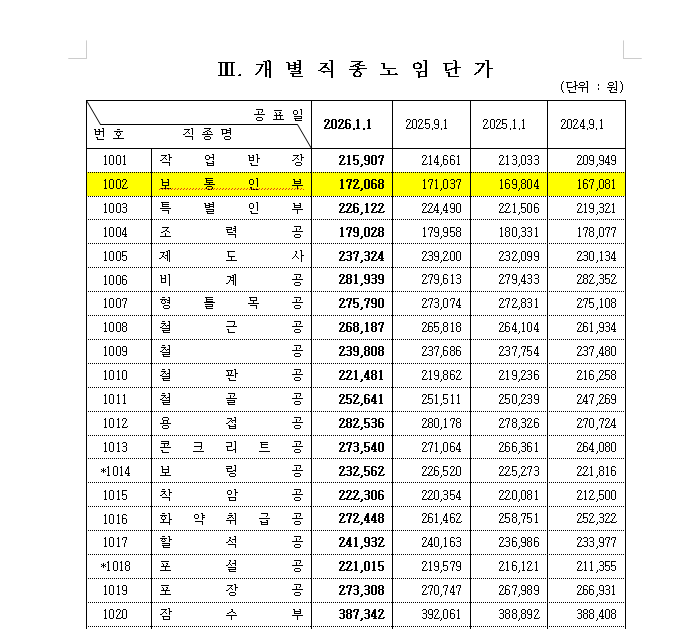 Ⅲ. 개 별 직 종 노 임 단 가
(단위 : 원)
공 표 일
번 호 직 종 명 2026.1.1 2025.9.1 2025.1.1 2024.9.1
1001 작 업 반 장 215,907 214,661 213,033 209,949
1002 보 통 인 부 172,068 171,037 169,804 167,081
1003 특 별 인 부 226,122 224,490 221,506 219,321
1004 조 력 공 179,028 179,958 180,331 178,077
1005 제 도 사 237,324 239,200 232,099 230,134
1006 비 계 공 281,939 279,613 279,433 282,352
1007 형 틀 목 공 275,790 273,074 272,831 275,108
1008 철 근 공 268,187 265,818 264,104 261,934
1009 철 공 239,808 237,686 237,754 237,480
1010 철 판 공 221,481 219,862 219,236 216,258
1011 철 골 공 252,641 251,511 250,239 247,269
1012 용 접 공 282,536 280,178 278,326 270,724
1013 콘 크 리 트 공 273,540 271,064 266,361 264,080
*1014 보 링 공 232,562 226,520 225,273 221,816
1015 착 암 공 222,306 220,354 220,081 212,500
1016 화 약 취 급 공 272,448 261,462 258,751 252,322
1017 할 석 공 241,932 240,163 236,986 233,977
*1018 포 설 공 221,015 219,579 216,121 211,355
1019 포 장 공 273,308 270,747 267,989 266,931
1020 잠 수 부 387,342 392,061 388,892 388,408